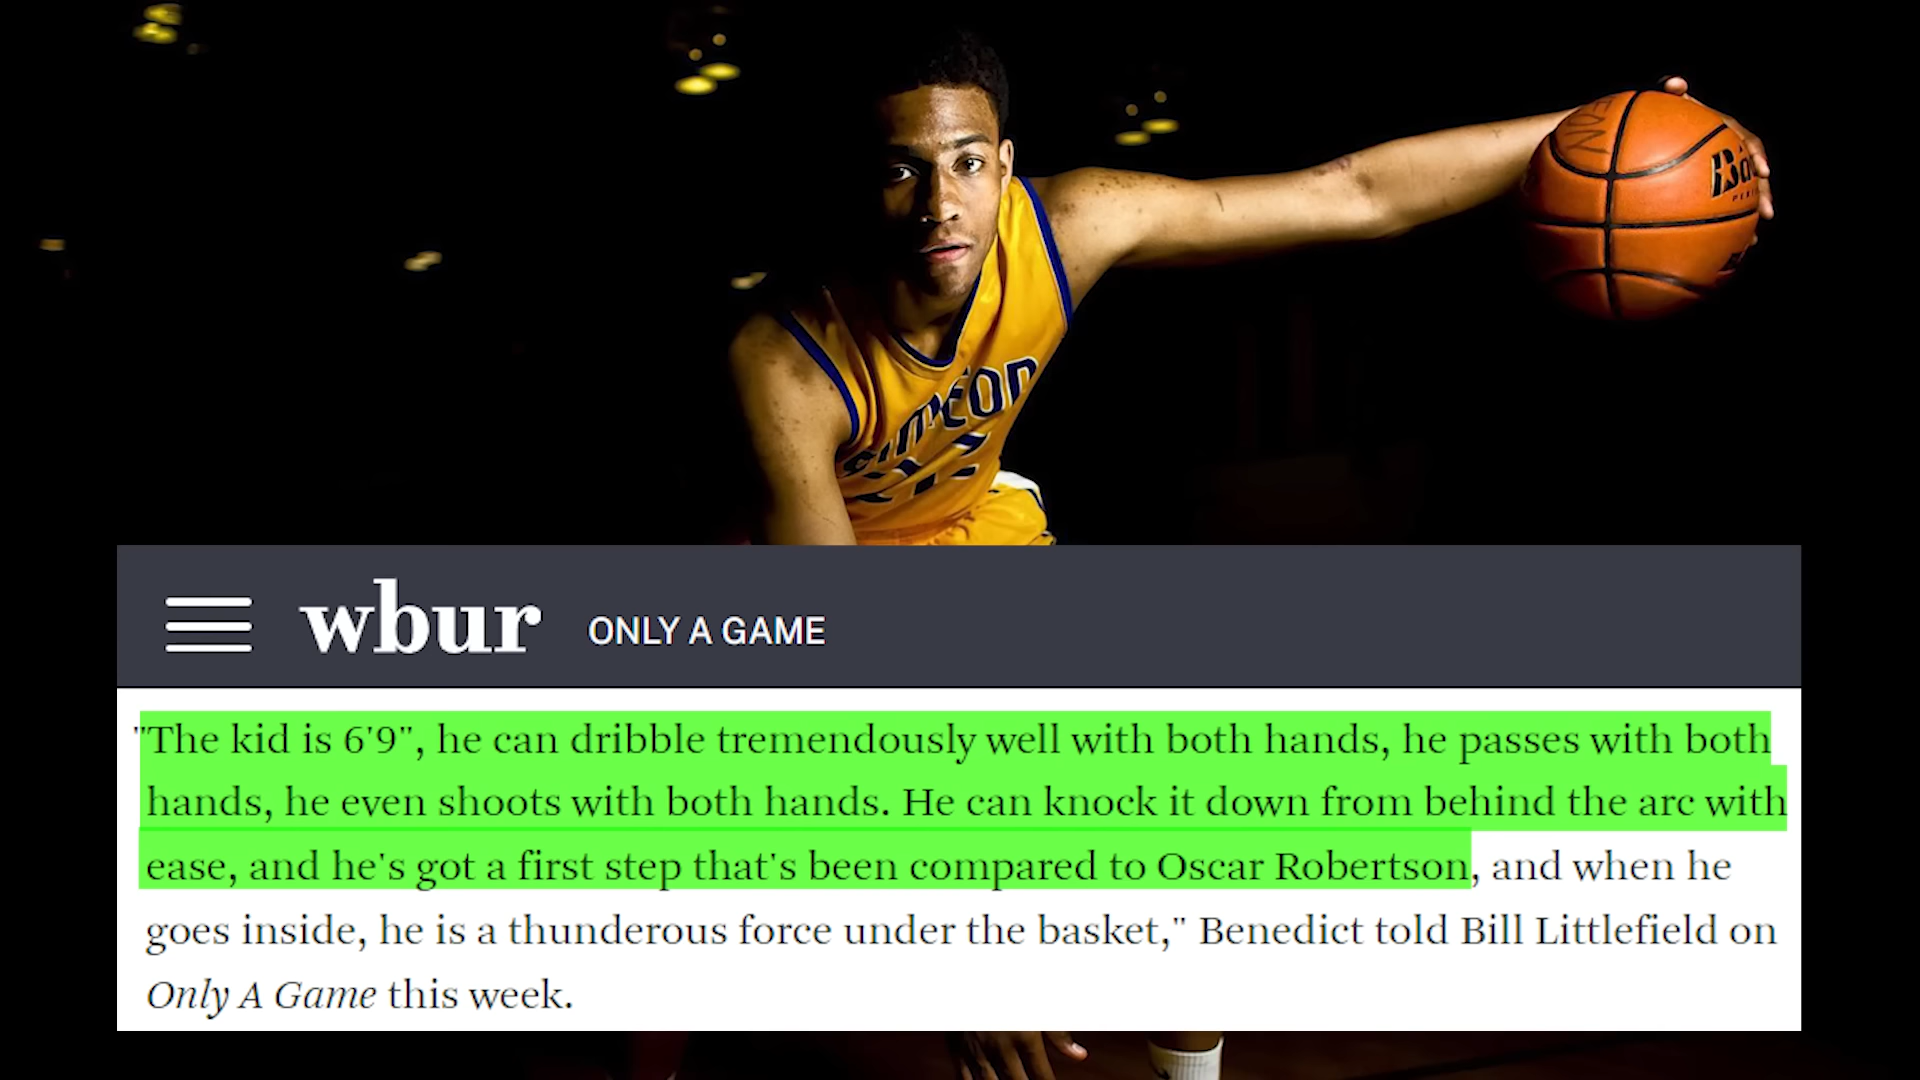 EON
Ba
SIMEON
wbur ONLY A GAME
"The kid is 6'9", he can dribble tremendously well with both hands, he passes with both
hands, he even shoots with both hands. He can knock it down from behind the arc with
ease, and he's got a first step that's been compared to Oscar Robertson, and when he
goes inside, he is a thunderous force under the basket," Benedict told Bill Littlefield on
Only A Game this week.